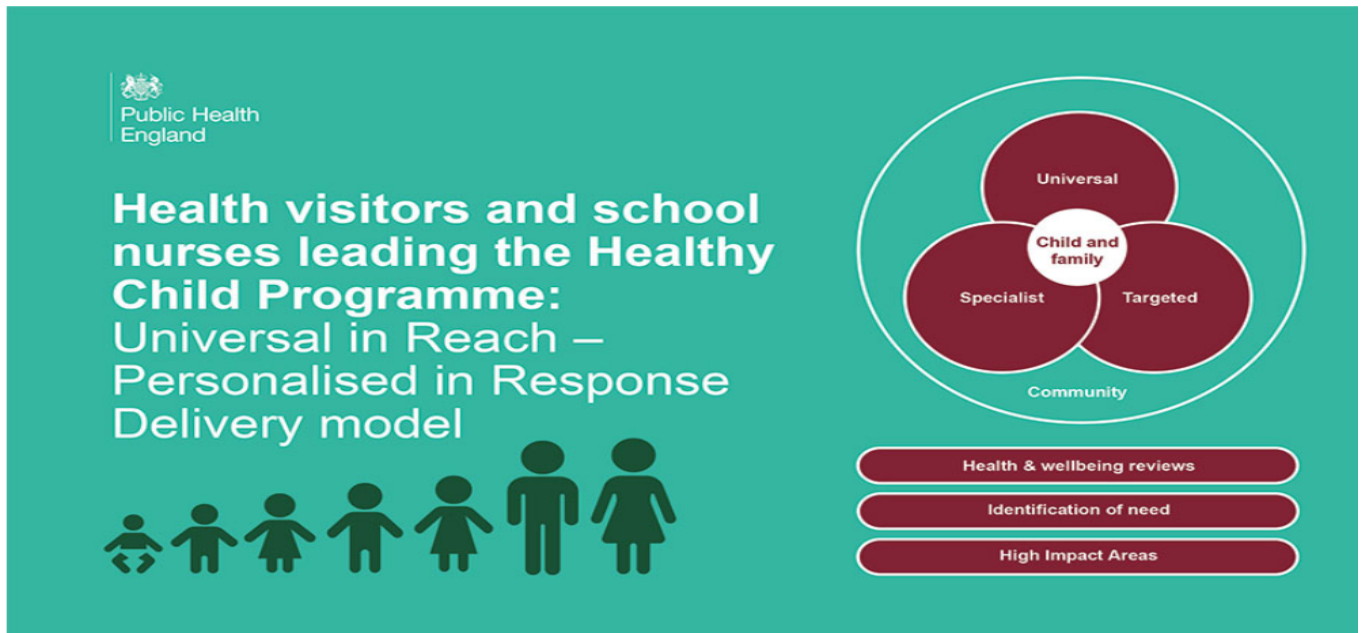 Public Health
England
Health visitors and school
nurses leading the Healthy
Child Programme:
Universal in Reach –
Personalised in Response
Delivery model
Universal
Child and
family
Specialist
Targeted
Community
Health & wellbeing reviews
Identification of need
High Impact Areas